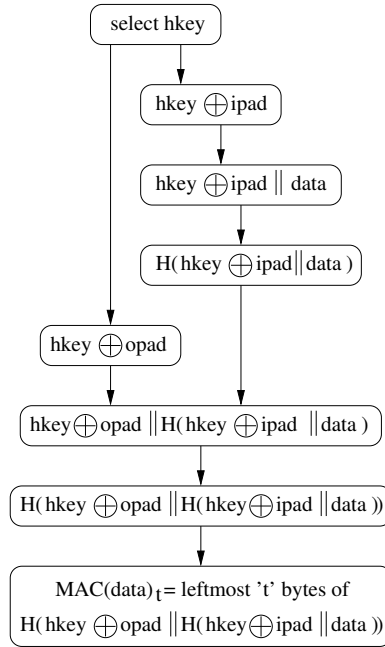 select hkey
hkey ⊕ ipad
hkey ⊕ ipad || data
H(hkey ⊕ ipad||data )
hkey ⊕ opad
hkey⊕opad ||H(hkey ⊕ipad ||data )
H(hkey ⊕opad ||H(hkey⊕ipad ||data ))
MAC(data)ₜ= leftmost 't' bytes of
H(hkey ⊕opad ||H(hkey⊕ipad ||data ))